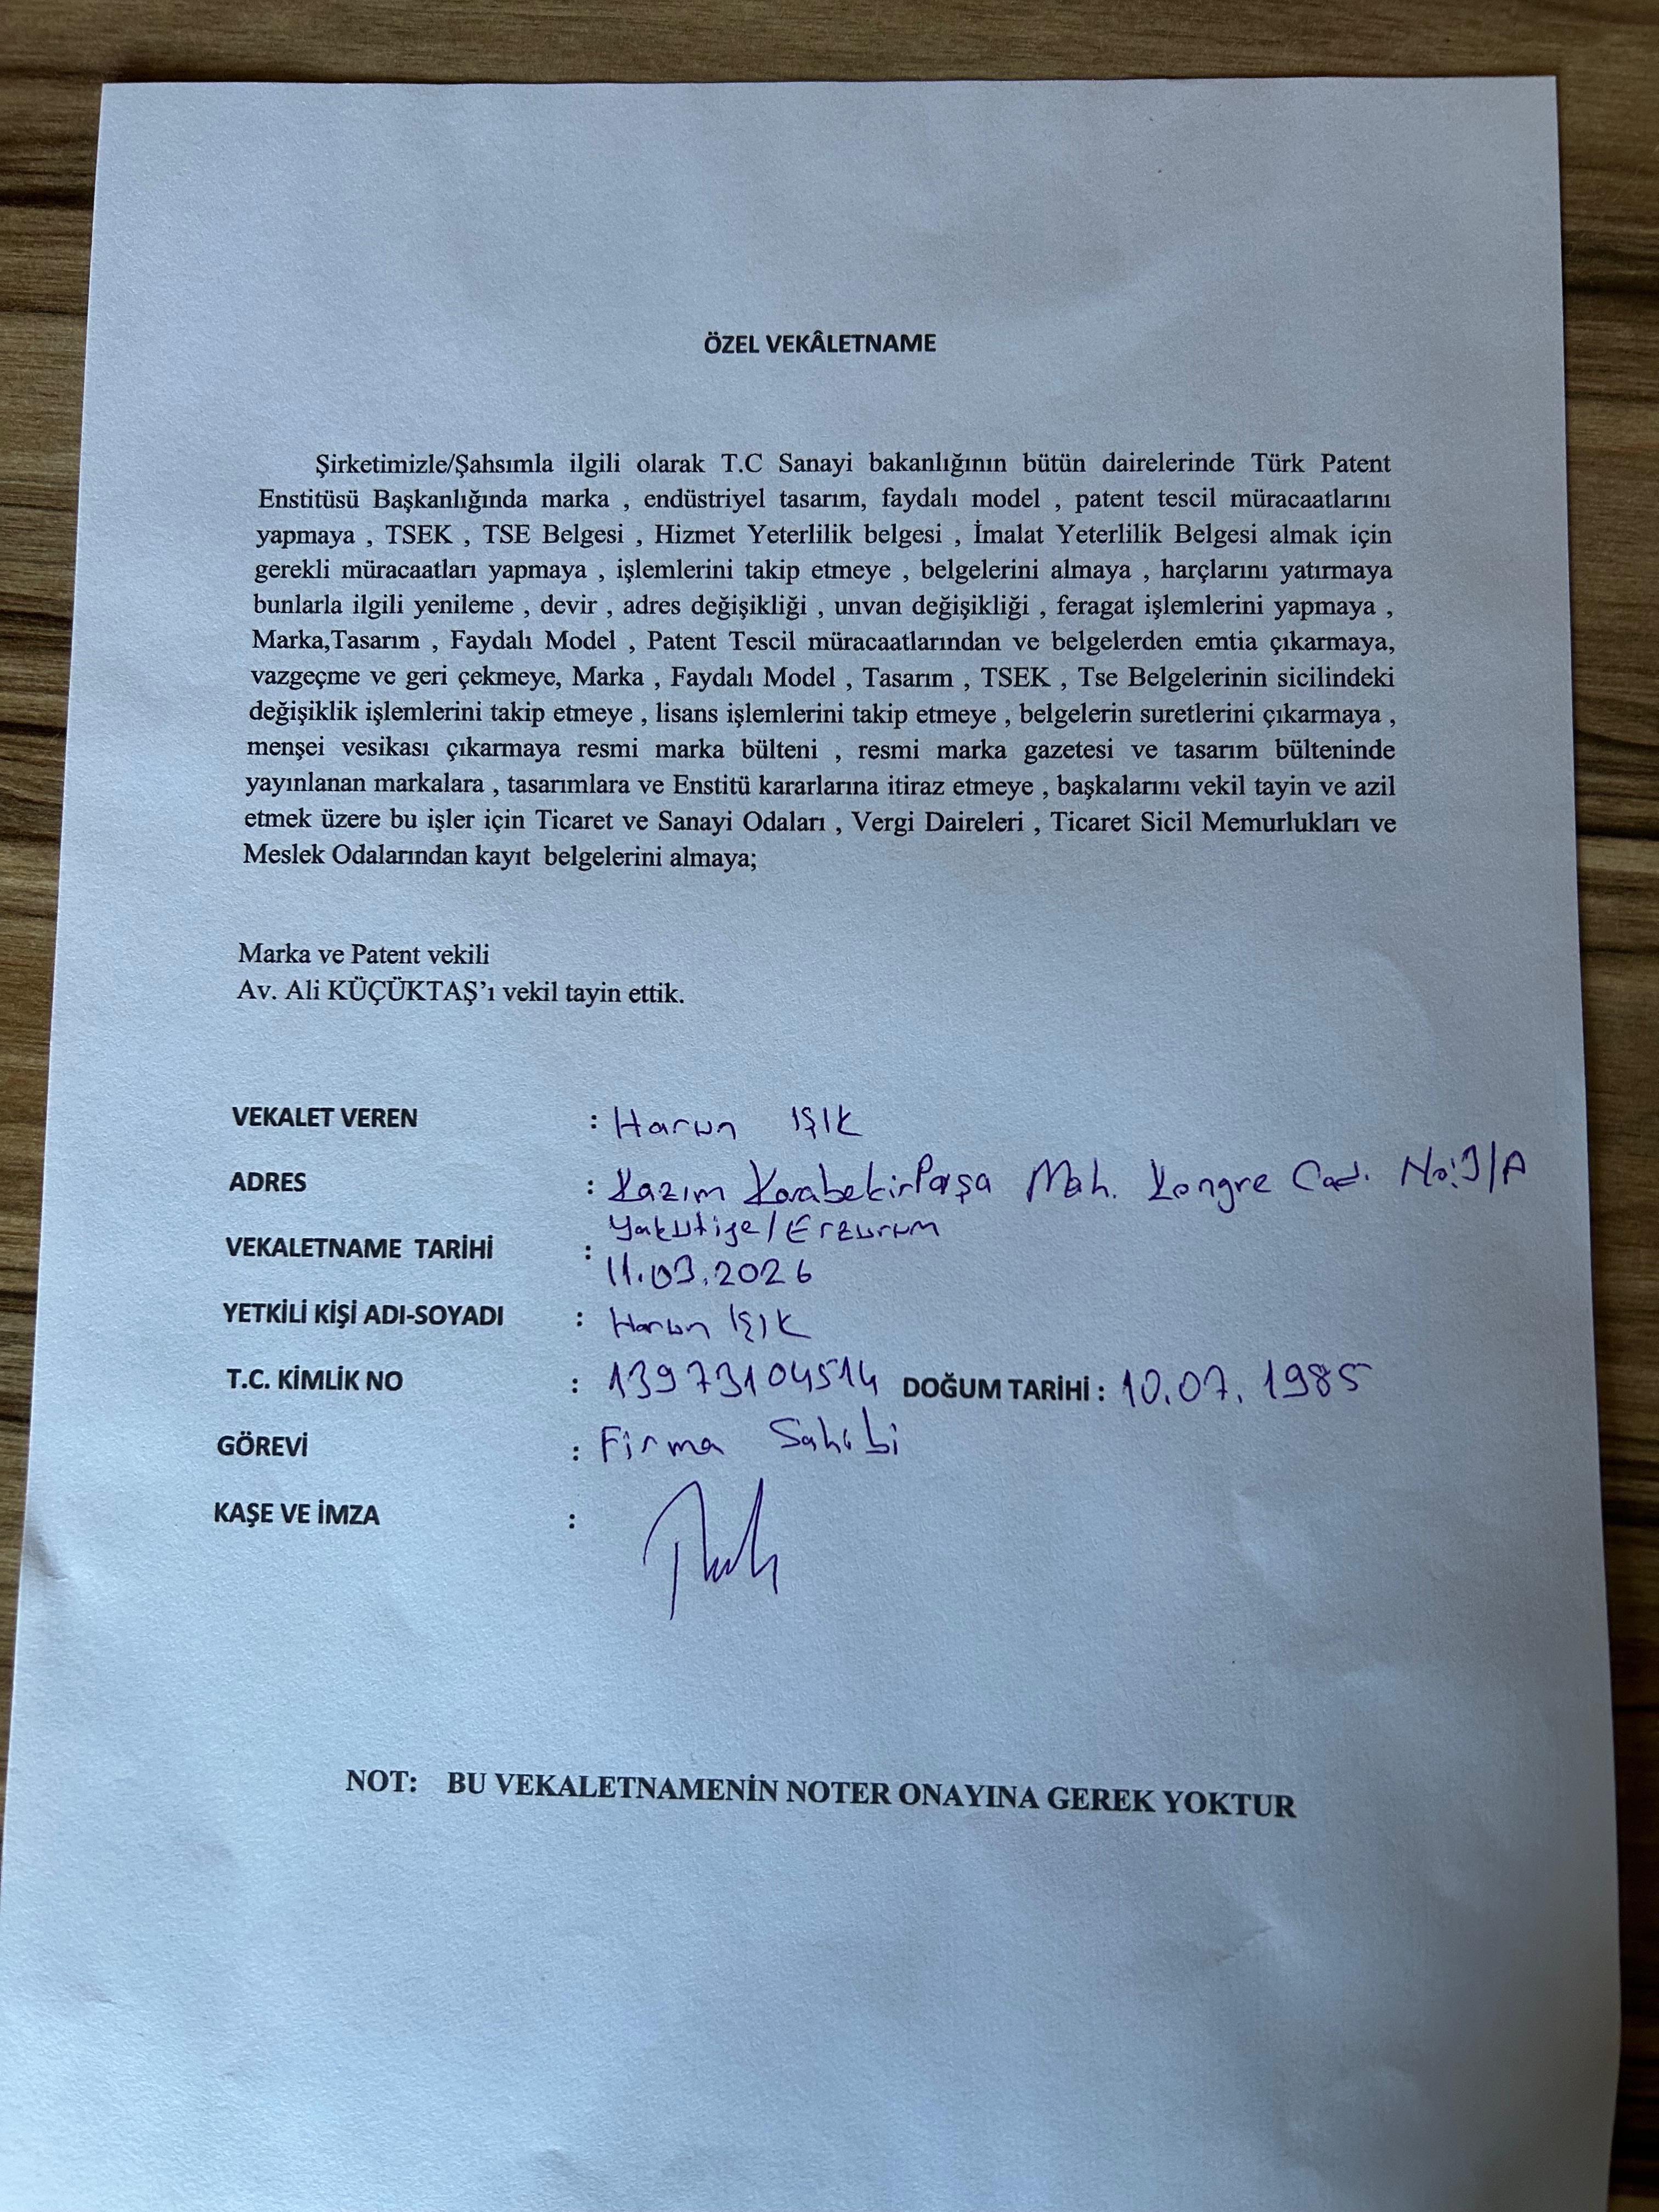 ÖZEL VEKÂLETNAME
Şirketimizle/Şahsımla ilgili olarak T.C Sanayi bakanlığının bütün dairelerinde Türk Patent
Enstitüsü Başkanlığında marka , endüstriyel tasarım, faydalı model , patent tescil müracaatlarını
yapmaya , TSEK , TSE Belgesi , Hizmet Yeterlilik belgesi , İmalat Yeterlilik Belgesi almak için
gerekli müracaatları yapmaya , işlemlerini takip etmeye , belgelerini almaya , harçlarını yatırmaya
bunlarla ilgili yenileme , devir , adres değişikliği , unvan değişikliği , feragat işlemlerini yapmaya ,
Marka,Tasarım , Faydalı Model , Patent Tescil müracaatlarından ve belgelerden emtia çıkarmaya,
vazgeçme ve geri çekmeye, Marka , Faydalı Model , Tasarım , TSEK , Tse Belgelerinin sicilindeki
değişiklik işlemlerini takip etmeye , lisans işlemlerini takip etmeye , belgelerin suretlerini çıkarmaya ,
menşei vesikası çıkarmaya resmi marka bülteni , resmi marka gazetesi ve tasarım bülteninde
yayınlanan markalara , tasarımlara ve Enstitü kararlarına itiraz etmeye , başkalarını vekil tayin ve azil
etmek üzere bu işler için Ticaret ve Sanayi Odaları , Vergi Daireleri , Ticaret Sicil Memurlukları ve
Meslek Odalarından kayıt belgelerini almaya;
Marka ve Patent vekili
Av. Ali KÜÇÜKTAŞ’ı vekil tayin ettik.
VEKALET VEREN : Harun IŞIK
ADRES : Kazım KarabekirPaşa Mah. Kongre Cad. No:
Yakutiye/Erzurum
VEKALETNAME TARİHİ : 11.03.2026
YETKİLİ KİŞİ ADI-SOYADI : Harun IŞIK
T.C. KİMLİK NO : 13973104514 DOĞUM TARİHİ : 10.07.1985
GÖREVİ : Firma Sahibi
KAŞE VE İMZA :
NOT: BU VEKALETNAMENİN NOTER ONAYINA GEREK YOKTUR